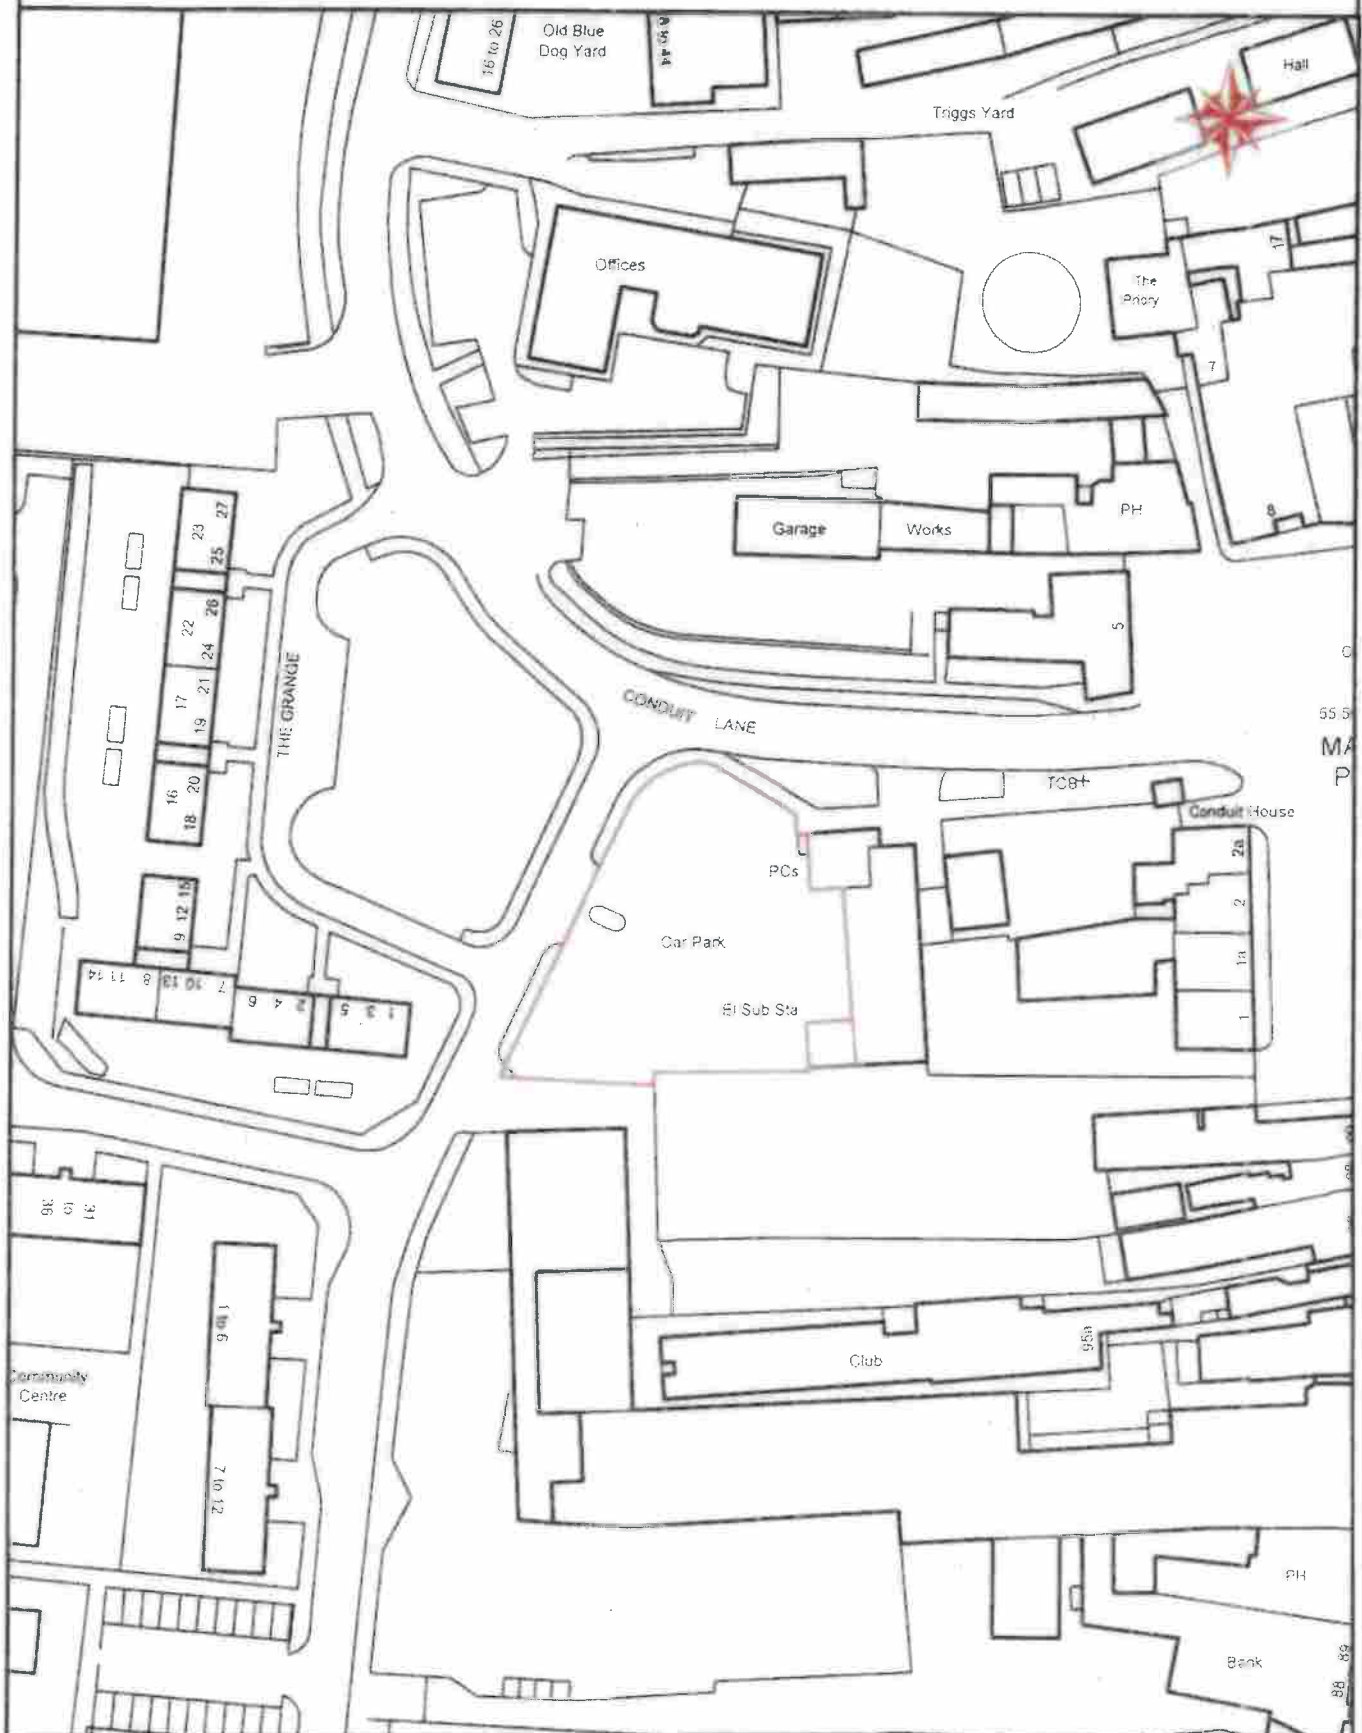 16 to 26
Old Blue
Dog Yard
Hall
Triggs Yard
Offices
The
Priory
17
7
Garage
Works
PH
8
5
27
23
25
26
22
24
21
17
19
20
16
18
THE GRANGE
CONDUIT LANE
TCB
Conduit House
PCs
2a
2
1a
1
Car Park
El Sub Sta
9 12 15
11 14
8
10 13
7
6
4
2
5
3
1
31
to
36
1 to 6
7 to 12
Community
Centre
Club
95a
PH
Bank
89
88